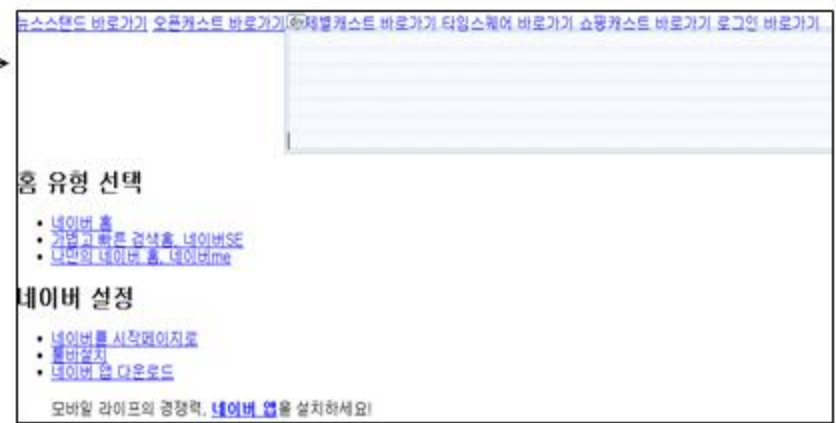 뉴스스탠드 바로가기 오픈캐스트 바로가기 주제별캐스트 바로가기 타임스퀘어 바로가기 쇼핑캐스트 바로가기 로그인 바로가기
홈 유형 선택
네이버 홈
가볍고 빠른 검색홈, 네이버SE
나만의 네이버 홈, 네이버me
네이버 설정
네이버를 시작페이지로
툴바설치
네이버 앱 다운로드
모바일 라이프의 경쟁력, 네이버 앱을 설치하세요!